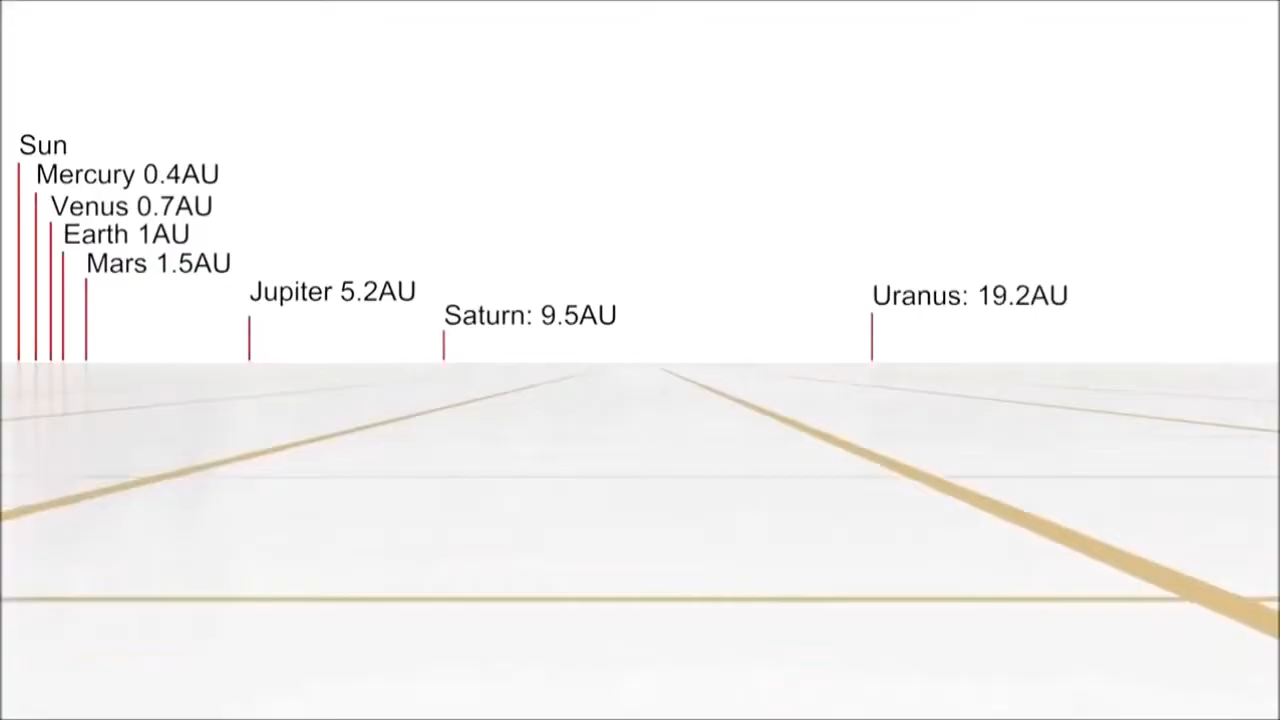 Sun
Mercury 0.4AU
Venus 0.7AU
Earth 1AU
Mars 1.5AU
Jupiter 5.2AU
Saturn: 9.5AU
Uranus: 19.2AU